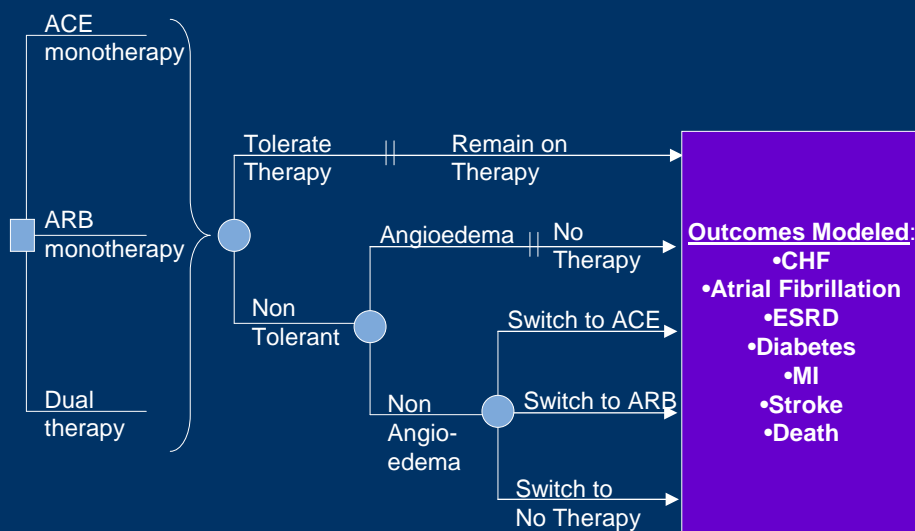 ACE
monotherapy
ARB
monotherapy
Dual
therapy
Tolerate
Therapy
Remain on
Therapy
Non
Tolerant
Angioedema
No
Therapy
Non
Angio-
edema
Switch to ACE
Switch to ARB
Switch to
No Therapy
Outcomes Modeled:
•CHF
•Atrial Fibrillation
•ESRD
•Diabetes
•MI
•Stroke
•Death